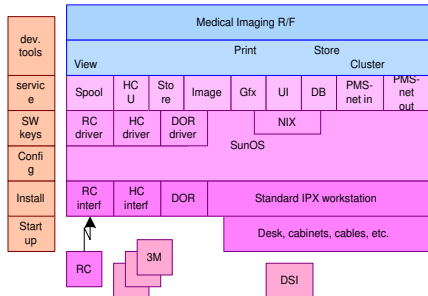 dev.
tools
Medical Imaging R/F
Print
Store
View
Cluster
servic
e
Spool
HC
U
Sto
re
Image
Gfx
UI
DB
PMS-
net in
PMS-
net
out
SW
keys
RC
driver
HC
driver
DOR
driver
NIX
SunOS
Confi
g
Install
RC
interf
HC
interf
DOR
Standard IPX workstation
Start
up
Desk, cabinets, cables, etc.
RC
3M
DSI